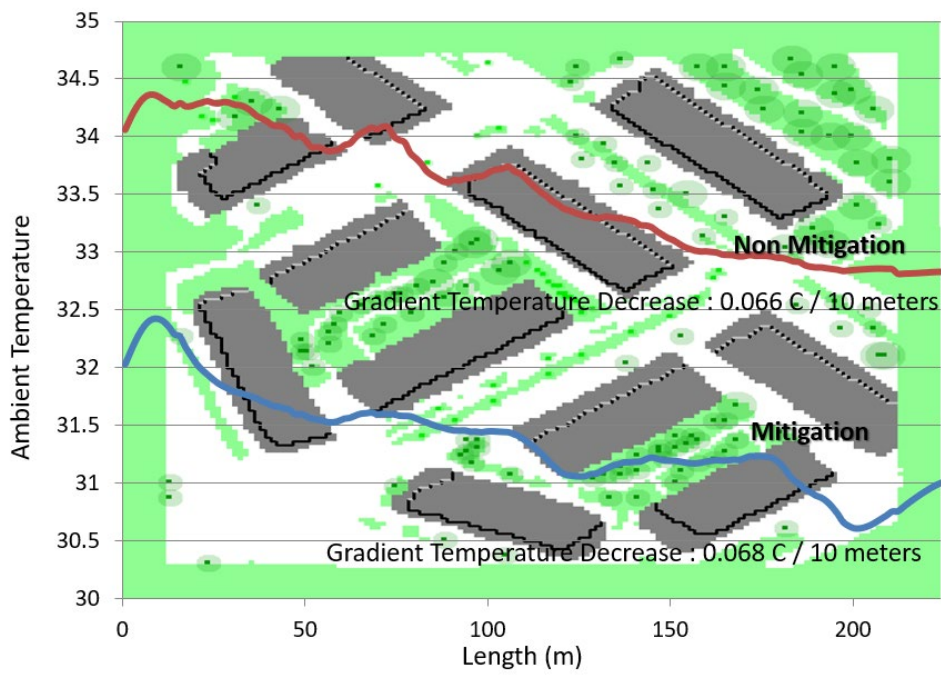 35
34.5
34
33.5
33
32.5
32
31.5
31
30.5
30
Ambient Temperature
Non-Mitigation
Gradient Temperature Decrease : 0.066 C / 10 meters
Mitigation
Gradient Temperature Decrease : 0.068 C / 10 meters
0 50 100 150 200
Length (m)